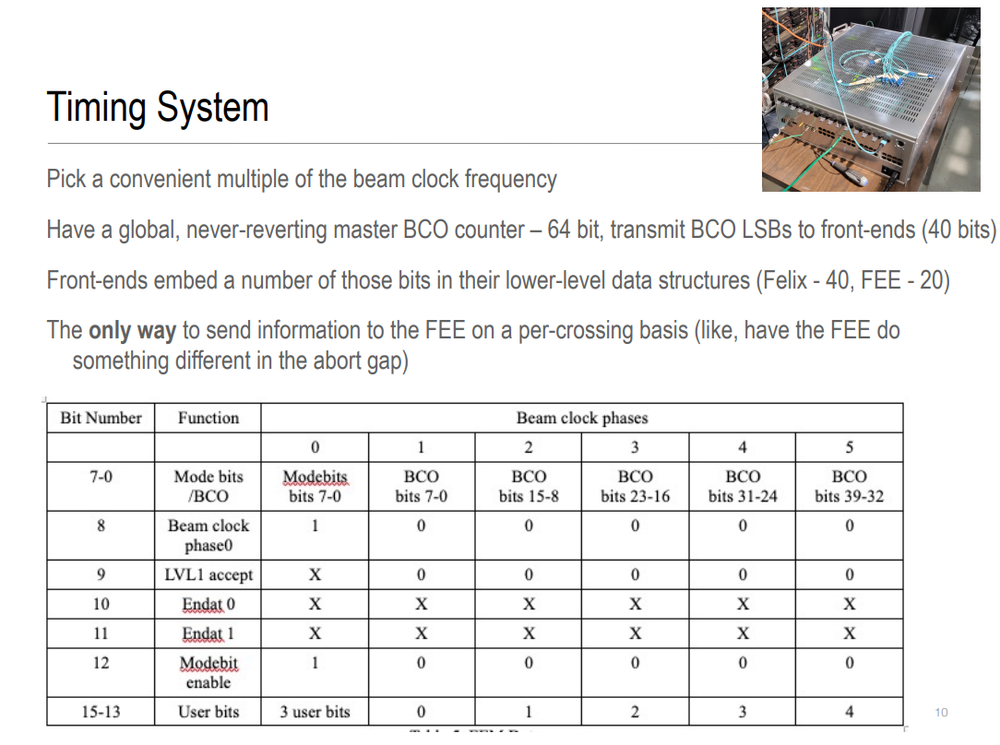 Timing System
Pick a convenient multiple of the beam clock frequency
Have a global, never-reverting master BCO counter – 64 bit, transmit BCO LSBs to front-ends (40 bits)
Front-ends embed a number of those bits in their lower-level data structures (Felix - 40, FEE - 20)
The only way to send information to the FEE on a per-crossing basis (like, have the FEE do
something different in the abort gap)
Bit Number Function Beam clock phases
0 1 2 3 4 5
7-0 Mode bits Modebits BCO BCO BCO BCO BCO
/BCO bits 7-0 bits 7-0 bits 15-8 bits 23-16 bits 31-24 bits 39-32
8 Beam clock 1 0 0 0 0 0
phase0
9 LVL1 accept X 0 0 0 0 0
10 Endat 0 X X X X X X
11 Endat 1 X X X X X X
12 Modebit 1 0 0 0 0 0
enable
15-13 User bits 3 user bits 0 1 2 3 4
10